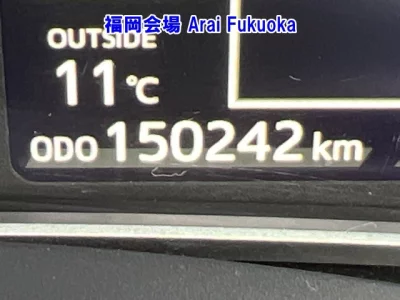 福岡会場 Arai Fukuoka
OUTSIDE
11℃
ODO 150242 km